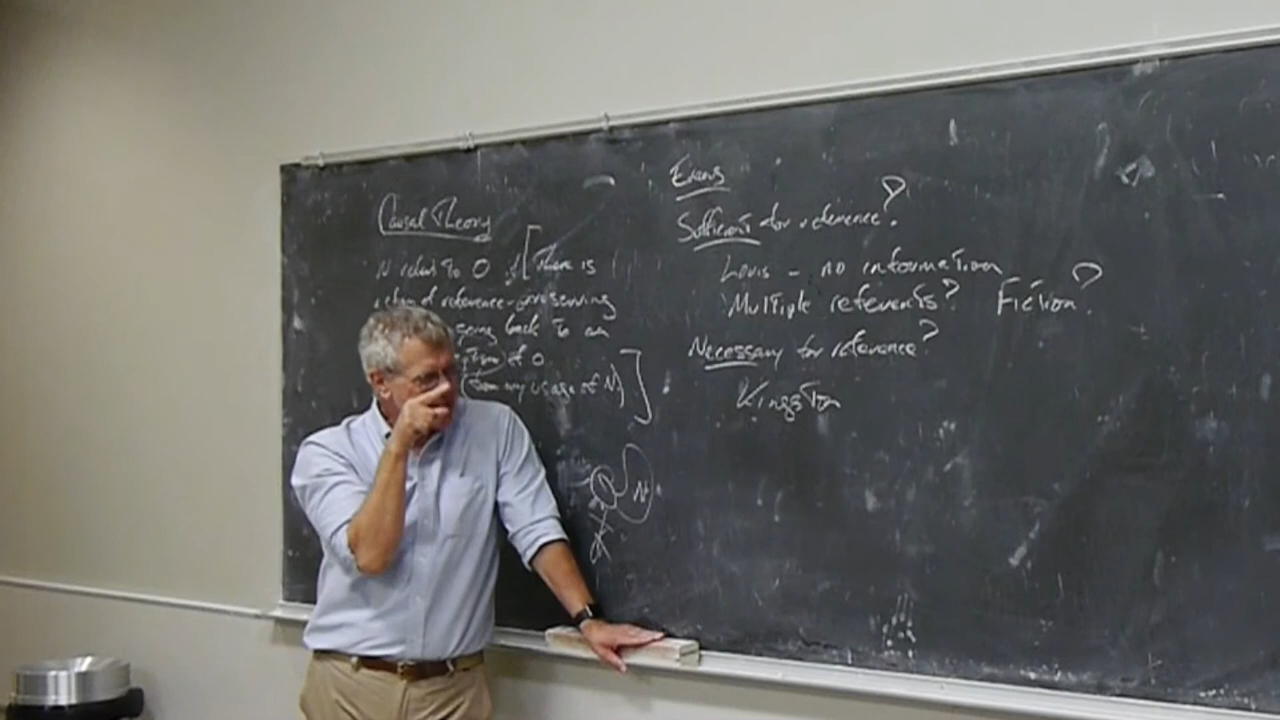 Causal Theory
N refers to O if [There is
a chain of reference-preserving
going back to an
of O
(from my usage of N)]
N
Evans
Sufficient for reference?
Louis - no information
Multiple referents? Fiction?
Necessary for reference?
Kingston